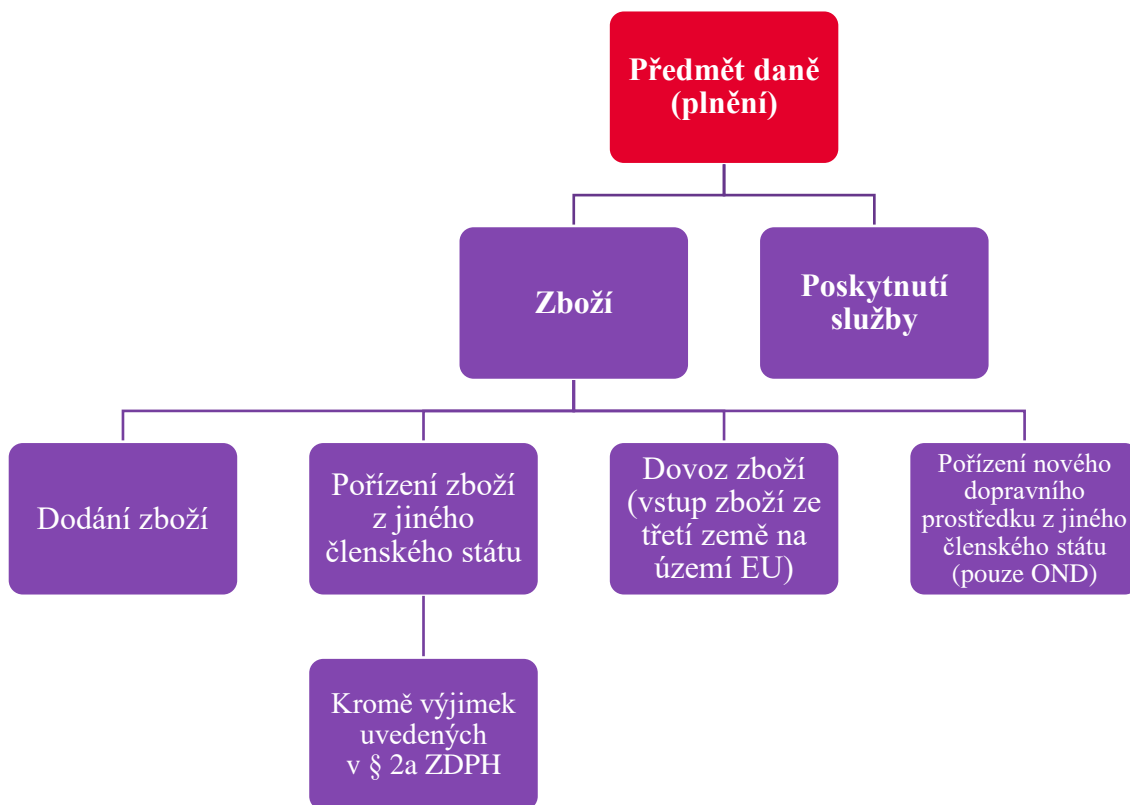 Předmět daně
(plnění)
Zboží
Poskytnutí
služby
Dodání zboží
Pořízení zboží
z jiného
členského státu
Dovoz zboží
(vstup zboží ze
třetí země na
území EU)
Pořízení nového
dopravního
prostředku z jiného
členského státu
(pouze OND)
Kromě výjimek
uvedených
v § 2a ZDPH